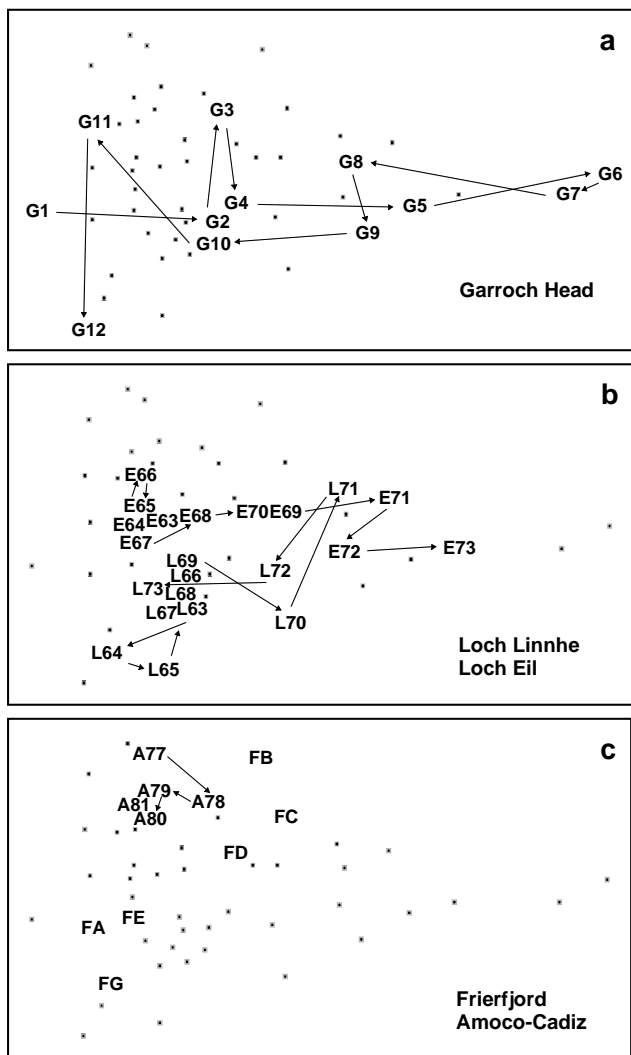 a
G3
G11
G8
G6
G7
G4
G5
G1
G2
G9
G10
Garroch Head
G12
b
E66
L71
E71
E65
E68
E70E69
E64
E63
E67
E72
E73
L69
L72
L66
L73
L68
L67
L63
L70
L64
L65
Loch Linnhe
Loch Eil
c
A77
FB
A79
A78
A81
A80
FC
FD
FE
FA
FG
Frierfjord
Amoco-Cadiz